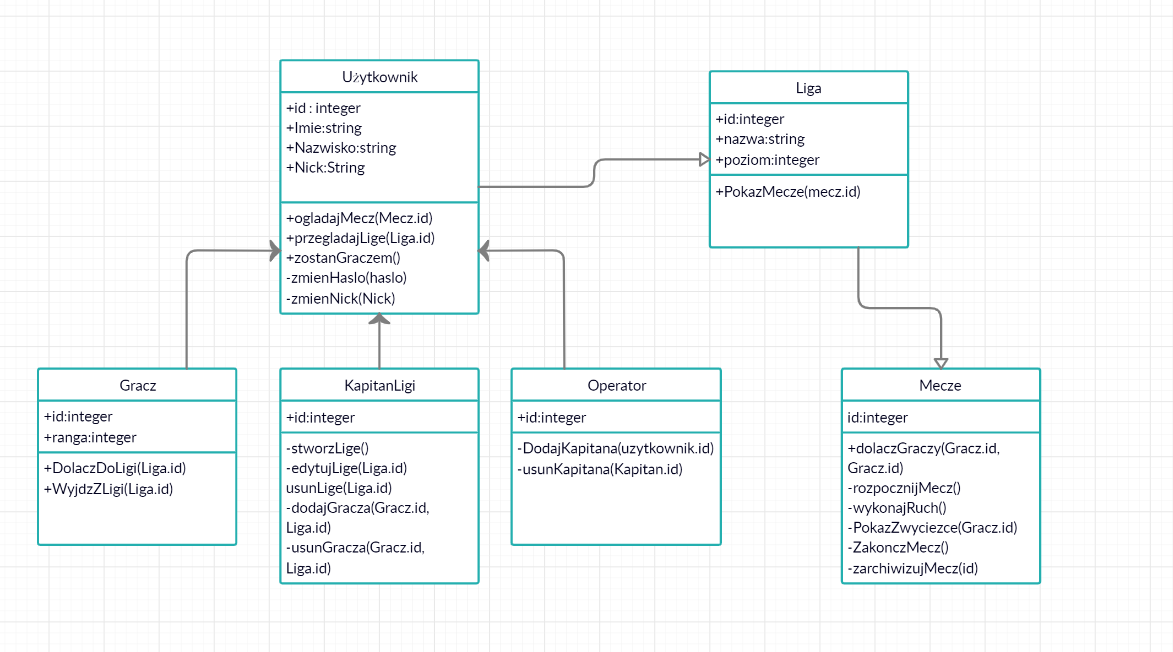 Użytkownik
+id : integer
+Imie:string
+Nazwisko:string
+Nick:String
+ogladajMecz(Mecz.id)
+przegladajLige(Liga.id)
+zostanGraczem()
-zmienHaslo(haslo)
-zmienNick(Nick)
Liga
+id:integer
+nazwa:string
+poziom:integer
+PokazMecze(mecz.id)
Gracz
+id:integer
+ranga:integer
+DolaczDoLigi(Liga.id)
+WyjdzZLigi(Liga.id)
KapitanLigi
+id:integer
-stworzLige()
-edytujLige(Liga.id)
usunLige(Liga.id)
-dodajGracza(Gracz.id,
Liga.id)
-usunGracza(Gracz.id,
Liga.id)
Operator
+id:integer
-DodajKapitana(uzytkownik.id)
-usunKapitana(Kapitan.id)
Mecze
id:integer
+dolaczGraczy(Gracz.id,
Gracz.id)
-rozpocznijMecz()
-wykonajRuch()
-PokazZwyciezce(Gracz.id)
-ZakonczMecz()
-zarchiwizujMecz(id)